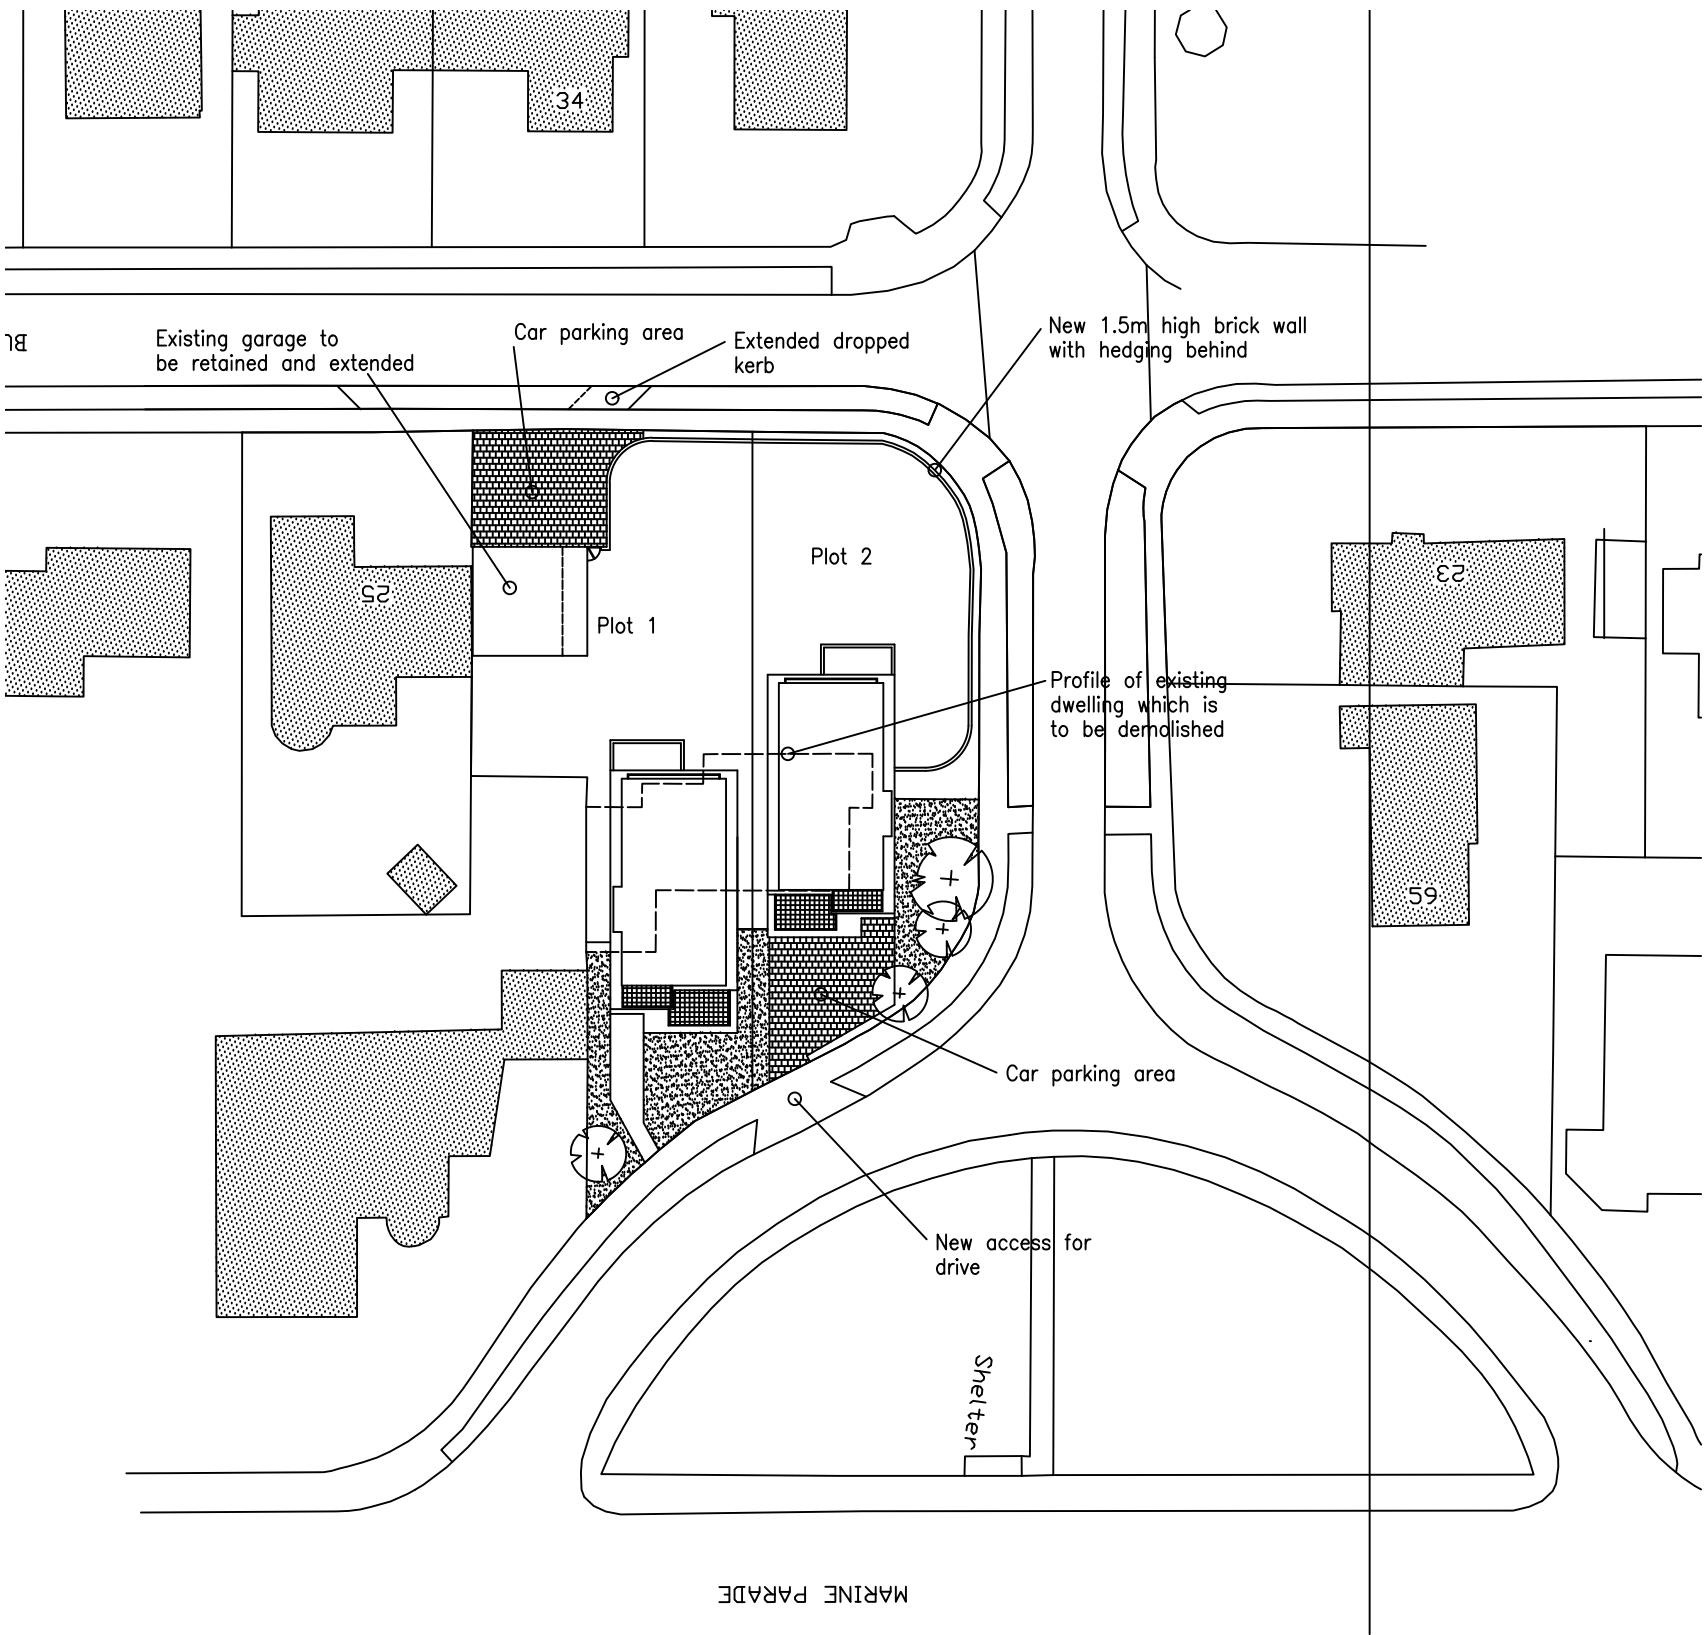 34
BU
Existing garage to
be retained and extended
Car parking area
Extended dropped
kerb
New 1.5m high brick wall
with hedging behind
Plot 2
25
23
Plot 1
Profile of existing
dwelling which is
to be demolished
59
Car parking area
New access for
drive
Shelter
MARINE PARADE